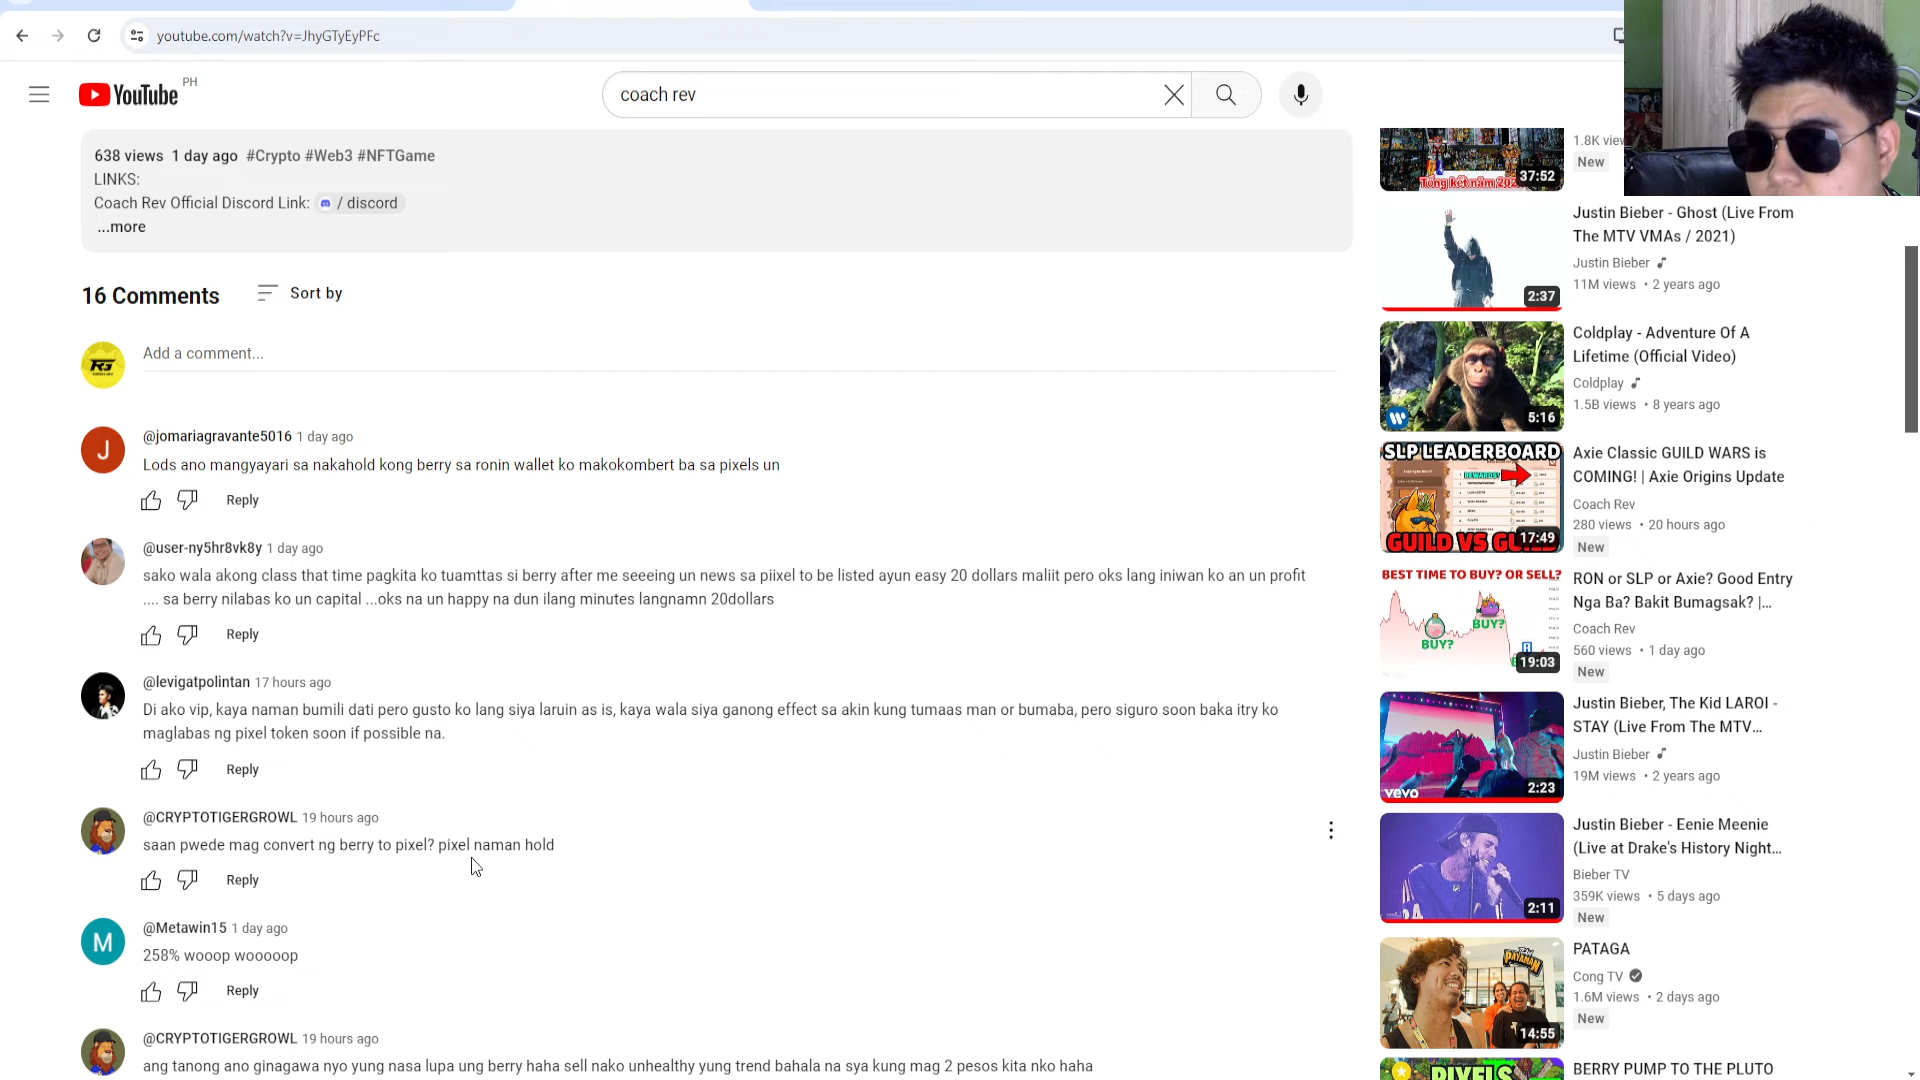 youtube.com/watch?v=JhyGTyEyPFc
YouTube PH
coach rev
638 views 1 day ago #Crypto #Web3 #NFTGame
LINKS:
Coach Rev Official Discord Link: / discord
...more
16 Comments
Sort by
Add a comment...
@jomariagravante5016 1 day ago
Lods ano mangyayari sa nakahold kong berry sa ronin wallet ko makokombert ba sa pixels un
Reply
@user-ny5hr8vk8y 1 day ago
sako wala akong class that time pagkita ko tuamttas si berry after me seeeing un news sa piixel to be listed ayun easy 20 dollars maliit pero oks lang iniwan ko an un profit
.... sa berry nilabas ko un capital ...oks na un happy na dun ilang minutes langnamn 20dollars
Reply
@levigatpolintan 17 hours ago
Di ako vip, kaya naman bumili dati pero gusto ko lang siya laruin as is, kaya wala siya ganong effect sa akin kung tumaas man or bumaba, pero siguro soon baka itry ko
maglabas ng pixel token soon if possible na.
Reply
@CRYPTOTIGERGROWL 19 hours ago
saan pwede mag convert ng berry to pixel? pixel naman hold
Reply
M
@Metawin15 1 day ago
258% wooop wooooop
Reply
@CRYPTOTIGERGROWL 19 hours ago
ang tanong ano ginagawa nyo yung nasa lupa ung berry haha sell nako unhealthy yung trend bahala na sya kung mag 2 pesos kita nko haha
37:52
New
Justin Bieber - Ghost (Live From
The MTV VMAs / 2021)
Justin Bieber
11M views • 2 years ago
2:37
Coldplay - Adventure Of A
Lifetime (Official Video)
Coldplay
1.5B views • 8 years ago
5:16
SLP LEADERBOARD
REWARDS?
GUILD VS GUILD
17:49
Axie Classic GUILD WARS is
COMING! | Axie Origins Update
Coach Rev
280 views • 20 hours ago
New
BEST TIME TO BUY? OR SELL?
BUY?
BUY?
19:03
RON or SLP or Axie? Good Entry
Nga Ba? Bakit Bumagsak? |...
Coach Rev
560 views • 1 day ago
New
vevo
2:23
Justin Bieber, The Kid LAROI -
STAY (Live From The MTV...
Justin Bieber
19M views • 2 years ago
2:11
Justin Bieber - Eenie Meenie
(Live at Drake's History Night...
Bieber TV
359K views • 5 days ago
New
14:55
PATAGA
Cong TV
1.6M views • 2 days ago
New
PIXELS
BERRY PUMP TO THE PLUTO